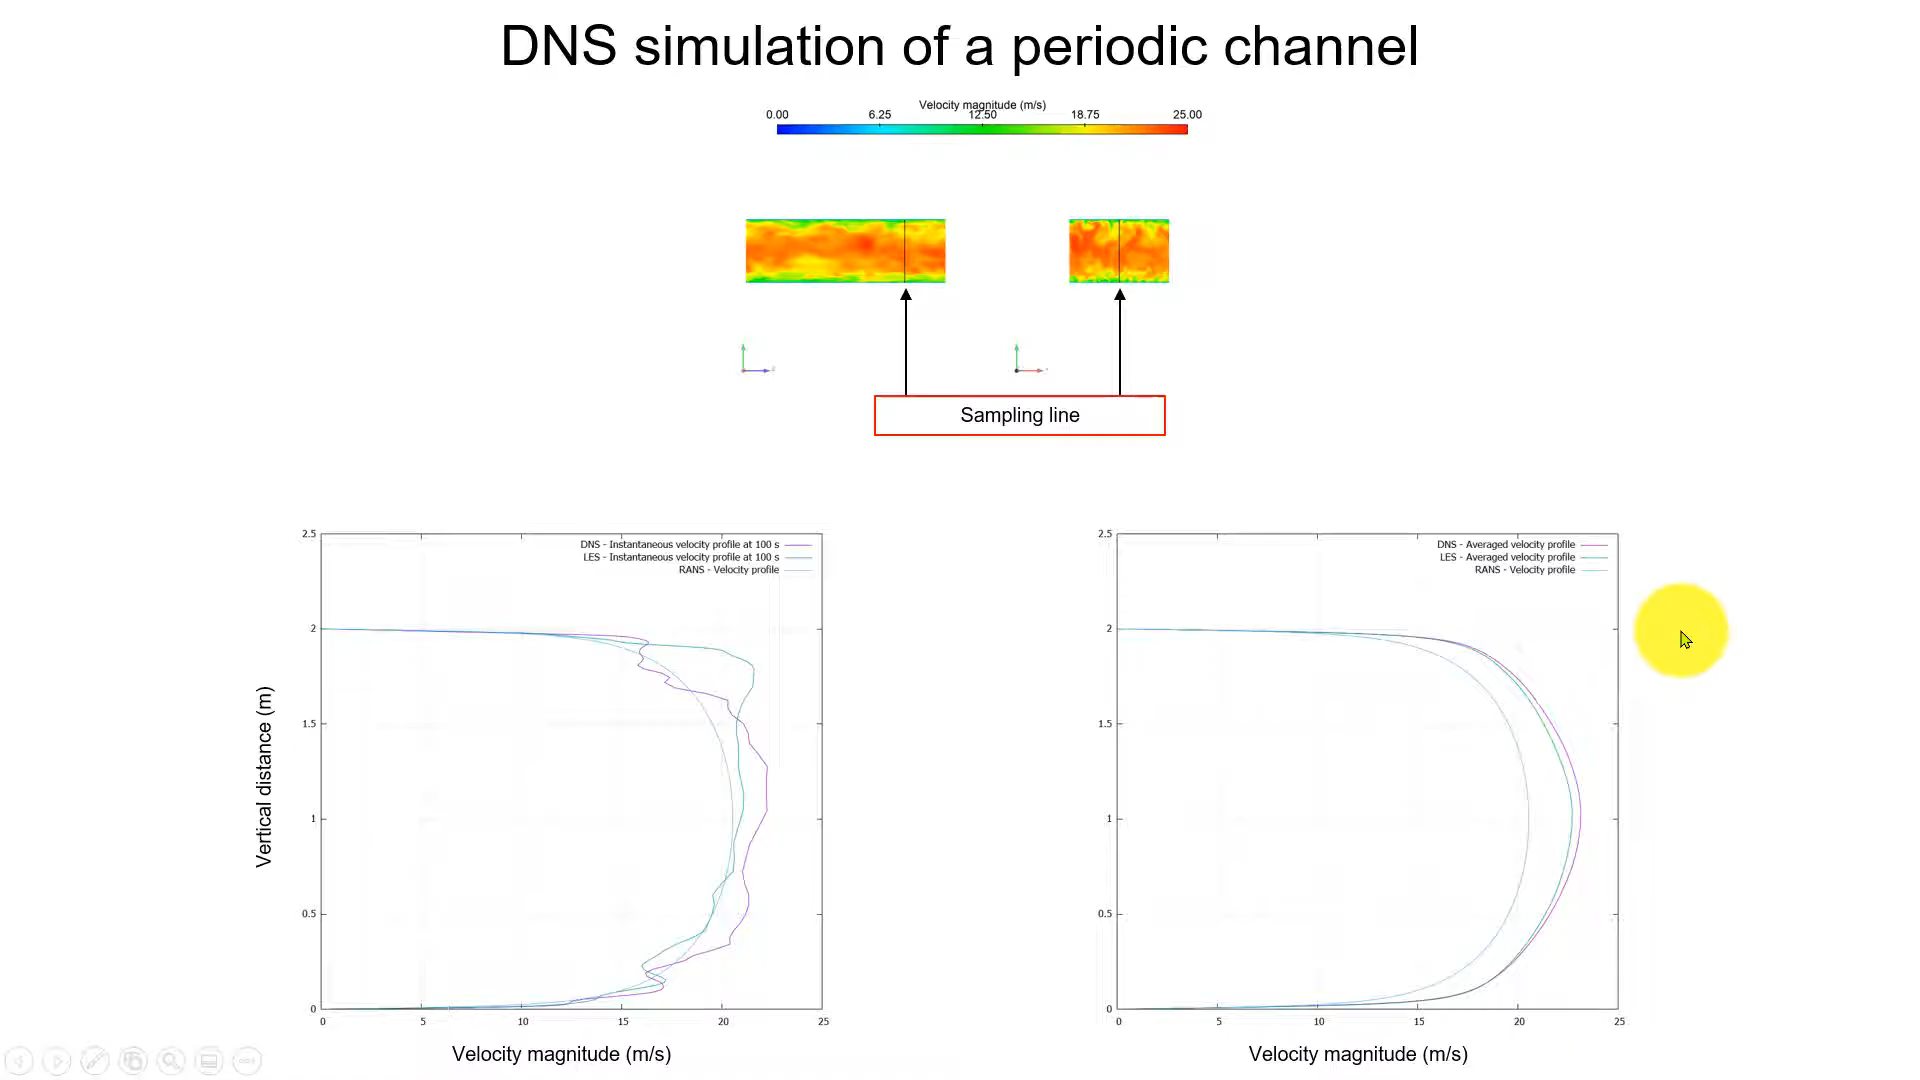 DNS simulation of a periodic channel
Velocity magnitude (m/s)
0.00 6.25 12.50 18.75 25.00
Sampling line
2.5
2
1.5
1
0.5
0
0 5 10 15 20 25
DNS - Instantaneous velocity profile at 100 s
LES - Instantaneous velocity profile at 100 s
RANS - Velocity profile
Vertical distance (m)
Velocity magnitude (m/s)
2.5
2
1.5
1
0.5
0
0 5 10 15 20 25
DNS - Averaged velocity profile
LES - Averaged velocity profile
RANS - Velocity profile
Velocity magnitude (m/s)